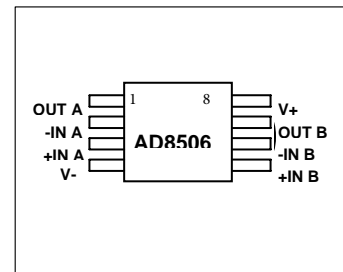 1 8
OUT A V+
-IN A OUT B
AD8506
+IN A -IN B
V- +IN B